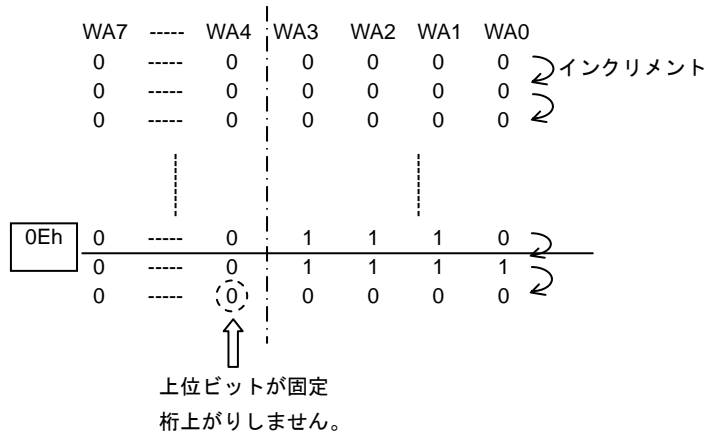 WA7 ----- WA4 WA3 WA2 WA1 WA0
0 ----- 0 0 0 0 0 インクリメント
0 ----- 0 0 0 0 0
0 ----- 0 0 0 0 0
0Eh 0 ----- 0 1 1 1 0
0 ----- 0 1 1 1 1
0 ----- 0 0 0 0 0
上位ビットが固定
桁上がりしません。